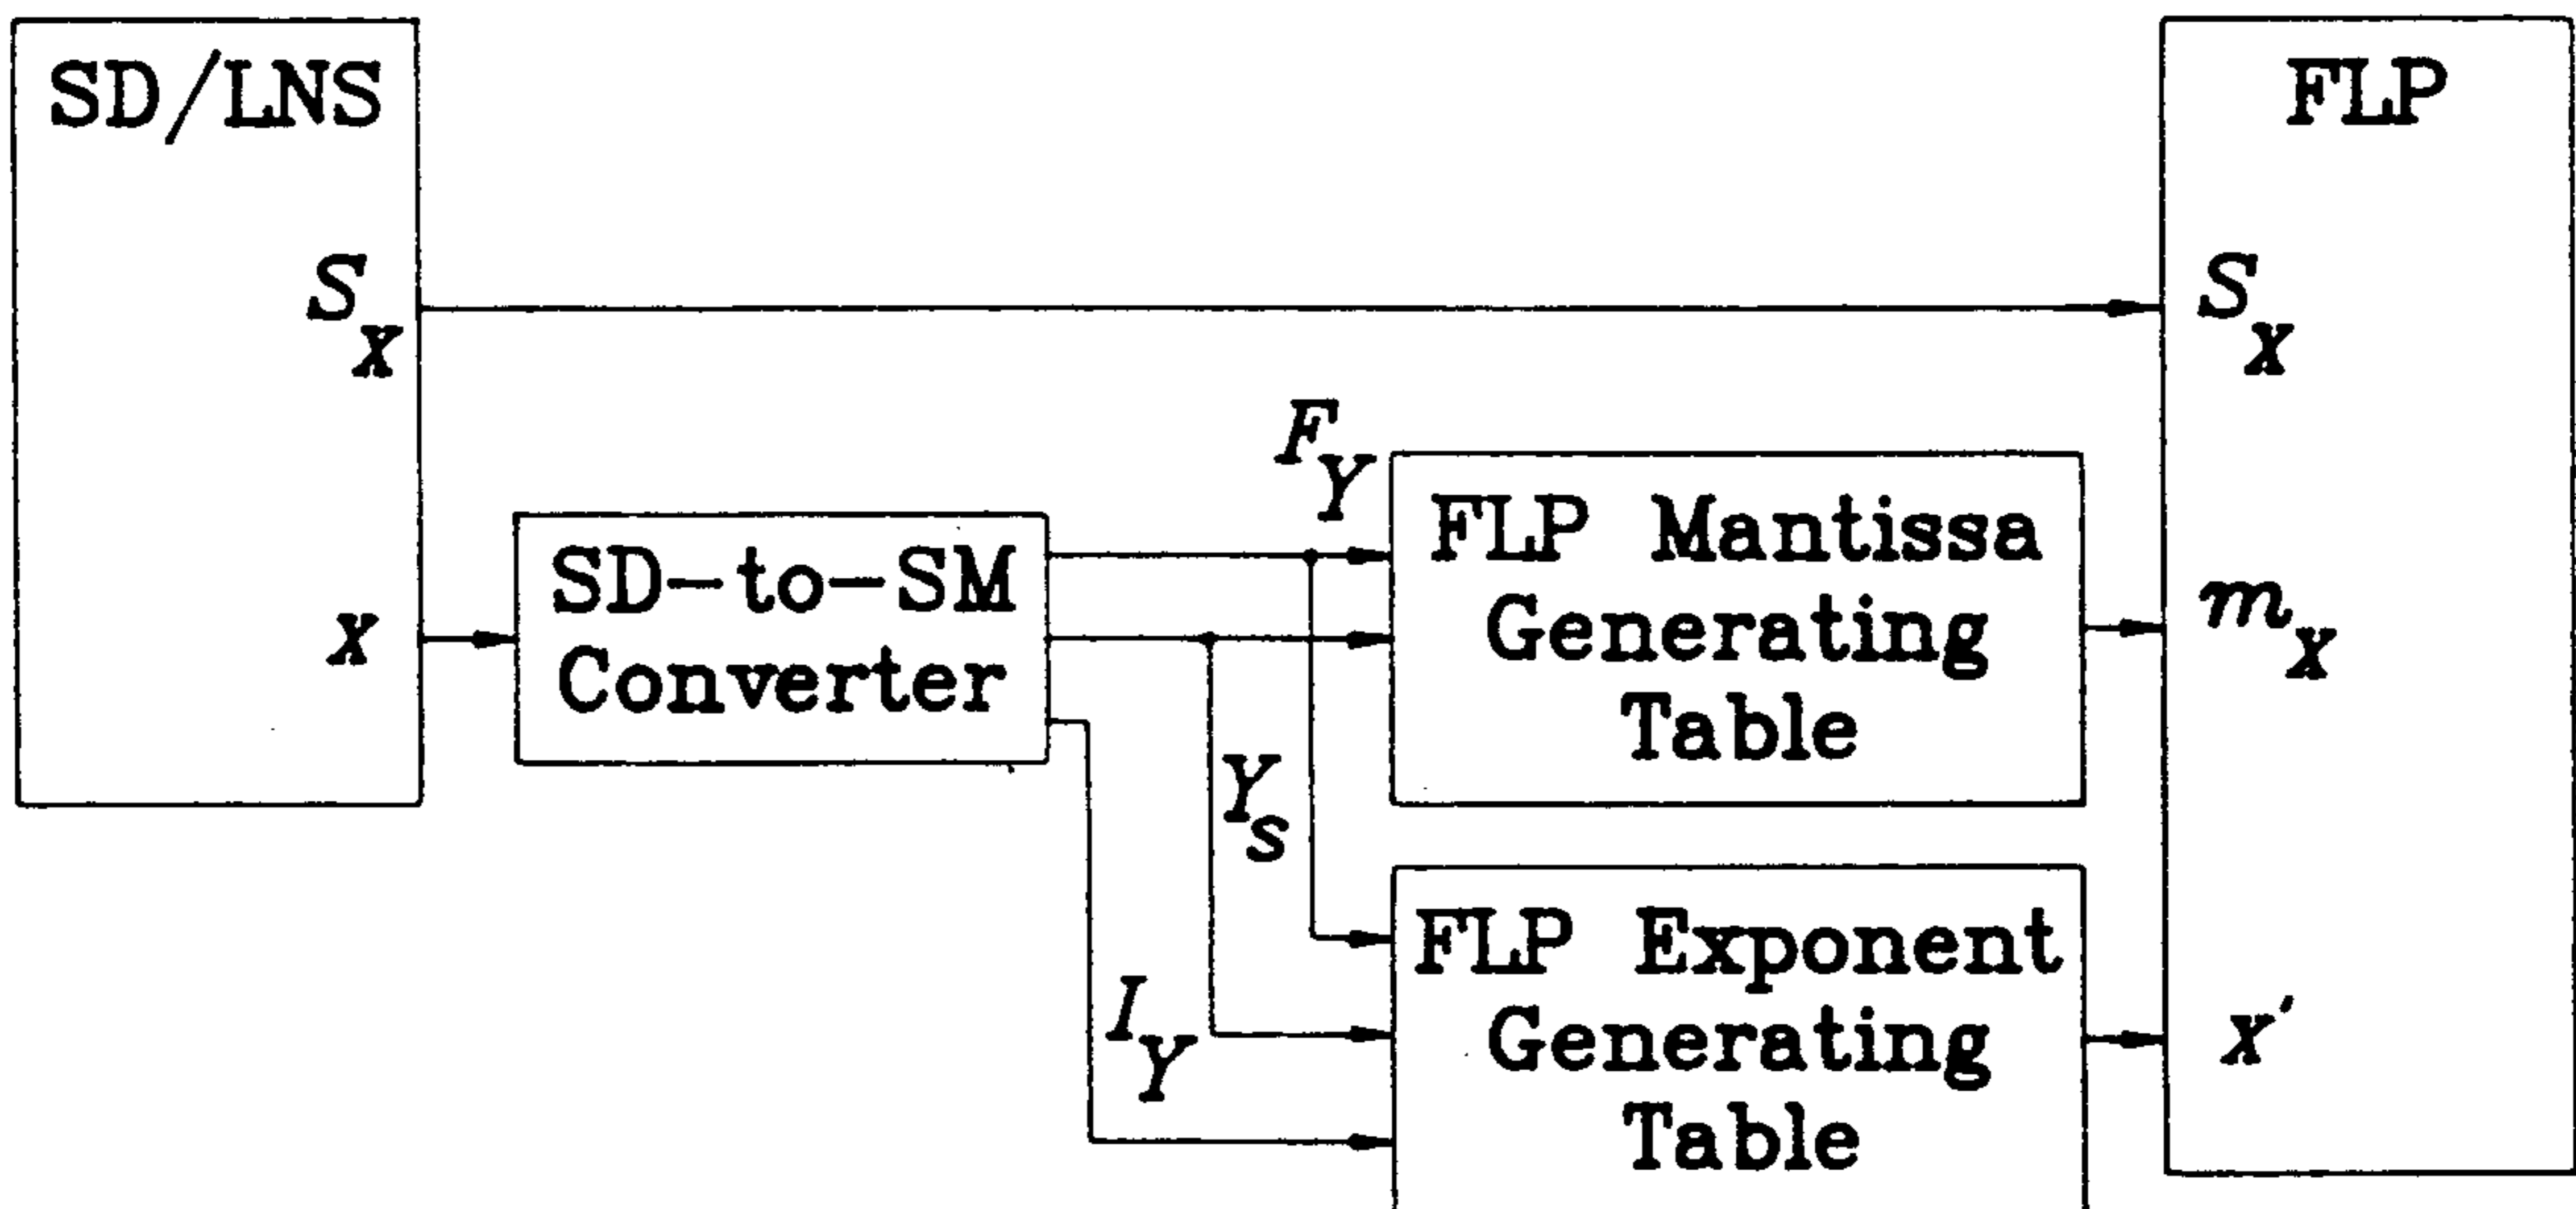 SD/LNS
FLP
S_x
S_x
F_Y
FLP Mantissa
Generating
Table
SD-to-SM
Converter
x
m_x
Y_s
FLP Exponent
Generating
Table
I_Y
x'